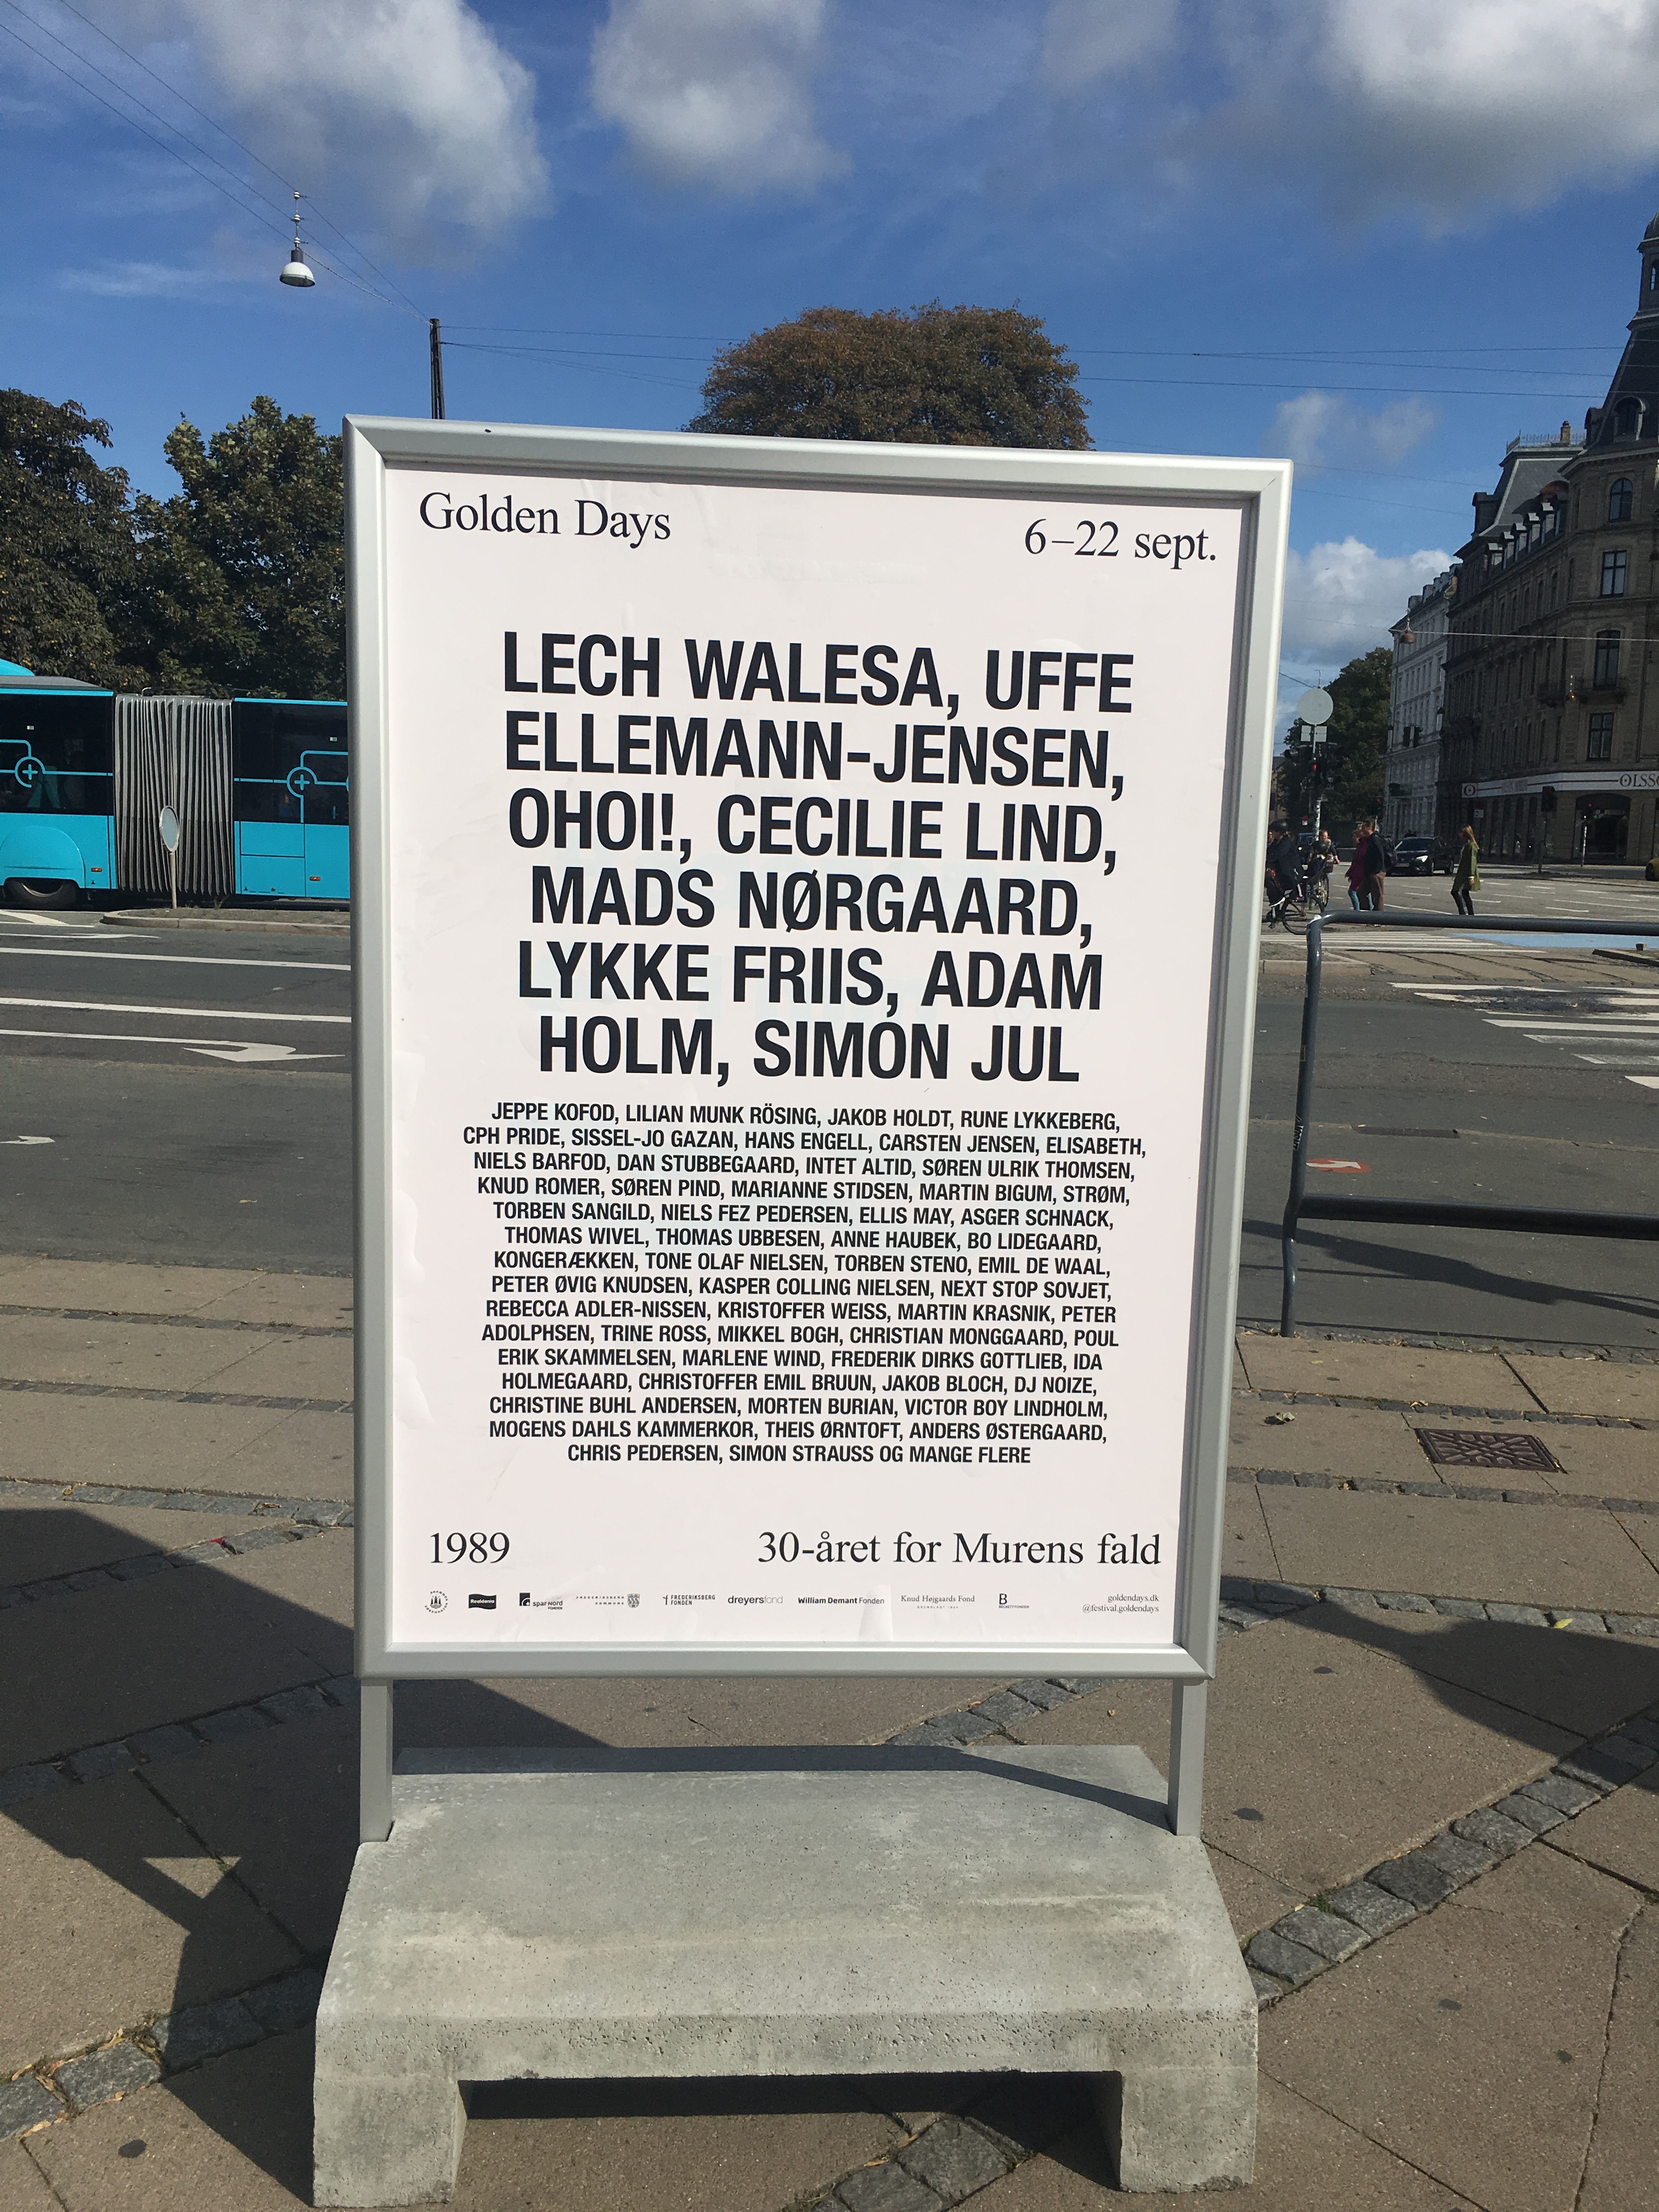 Golden Days
6–22 sept.
LECH WALESA, UFFE
ELLEMANN-JENSEN,
OHOI!, CECILIE LIND,
MADS NØRGAARD,
LYKKE FRIIS, ADAM
HOLM, SIMON JUL
JEPPE KOFOD, LILIAN MUNK RÖSING, JAKOB HOLDT, RUNE LYKKEBERG,
CPH PRIDE, SISSEL-JO GAZAN, HANS ENGELL, CARSTEN JENSEN, ELISABETH,
NIELS BARFOD, DAN STUBBEGAARD, INTET ALTID, SØREN ULRIK THOMSEN,
KNUD ROMER, SØREN PIND, MARIANNE STIDSEN, MARTIN BIGUM, STRØM,
TORBEN SANGILD, NIELS FEZ PEDERSEN, ELLIS MAY, ASGER SCHNACK,
THOMAS WIVEL, THOMAS UBBESEN, ANNE HAUBEK, BO LIDEGAARD,
KONGERÆKKEN, TONE OLAF NIELSEN, TORBEN STENO, EMIL DE WAAL,
PETER ØVIG KNUDSEN, KASPER COLLING NIELSEN, NEXT STOP SOVJET,
REBECCA ADLER-NISSEN, KRISTOFFER WEISS, MARTIN KRASNIK, PETER
ADOLPHSEN, TRINE ROSS, MIKKEL BOGH, CHRISTIAN MONGGAARD, POUL
ERIK SKAMMELSEN, MARLENE WIND, FREDERIK DIRKS GOTTLIEB, IDA
HOLMEGAARD, CHRISTOFFER EMIL BRUUN, JAKOB BLOCH, DJ NOIZE,
CHRISTINE BUHL ANDERSEN, MORTEN BURIAN, VICTOR BOY LINDHOLM,
MOGENS DAHLS KAMMERKOR, THEIS ØRNTOFT, ANDERS ØSTERGAARD,
CHRIS PEDERSEN, SIMON STRAUSS OG MANGE FLERE
1989
30-året for Murens fald
Realdania
spar nord
FONDEN
FREDERIKSBERG
FONDEN
dreyersfond
William Demant Fonden
Knud Højgaards Fond
B
goldendays.dk
@festival.goldendays
OLSS